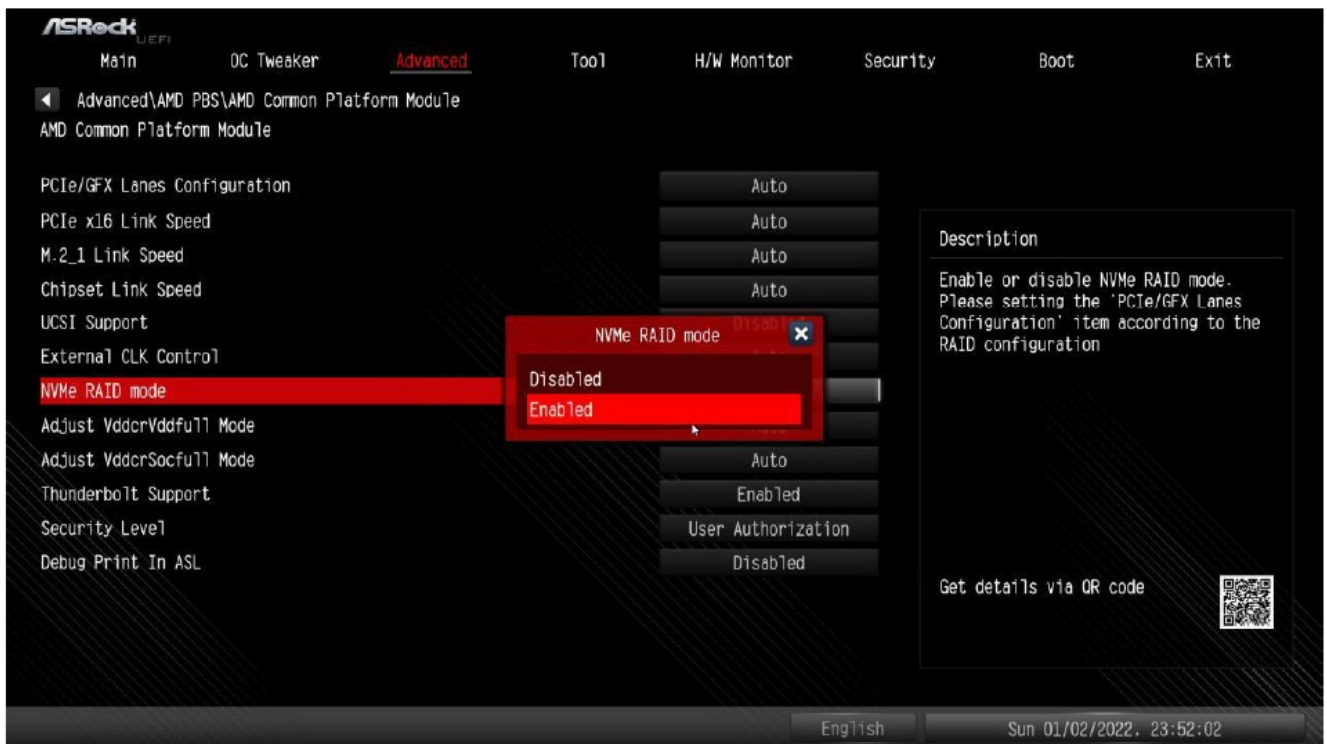 ASRock
UEFI
Main OC Tweaker Advanced Tool H/W Monitor Security Boot Exit
Advanced\AMD PBS\AMD Common Platform Module
AMD Common Platform Module
PCIe/GFX Lanes Configuration Auto
PCIe x16 Link Speed Auto
M.2_1 Link Speed Auto
Chipset Link Speed Auto
UCSI Support Disabled
External CLK Control
NVMe RAID mode
Adjust VddcrVddfull Mode
Adjust VddcrSocfull Mode Auto
Thunderbolt Support Enabled
Security Level User Authorization
Debug Print In ASL Disabled
NVMe RAID mode
Disabled
Enabled
Description
Enable or disable NVMe RAID mode.
Please setting the 'PCIe/GFX Lanes
Configuration' item according to the
RAID configuration
Get details via QR code
English Sun 01/02/2022, 23:52:02